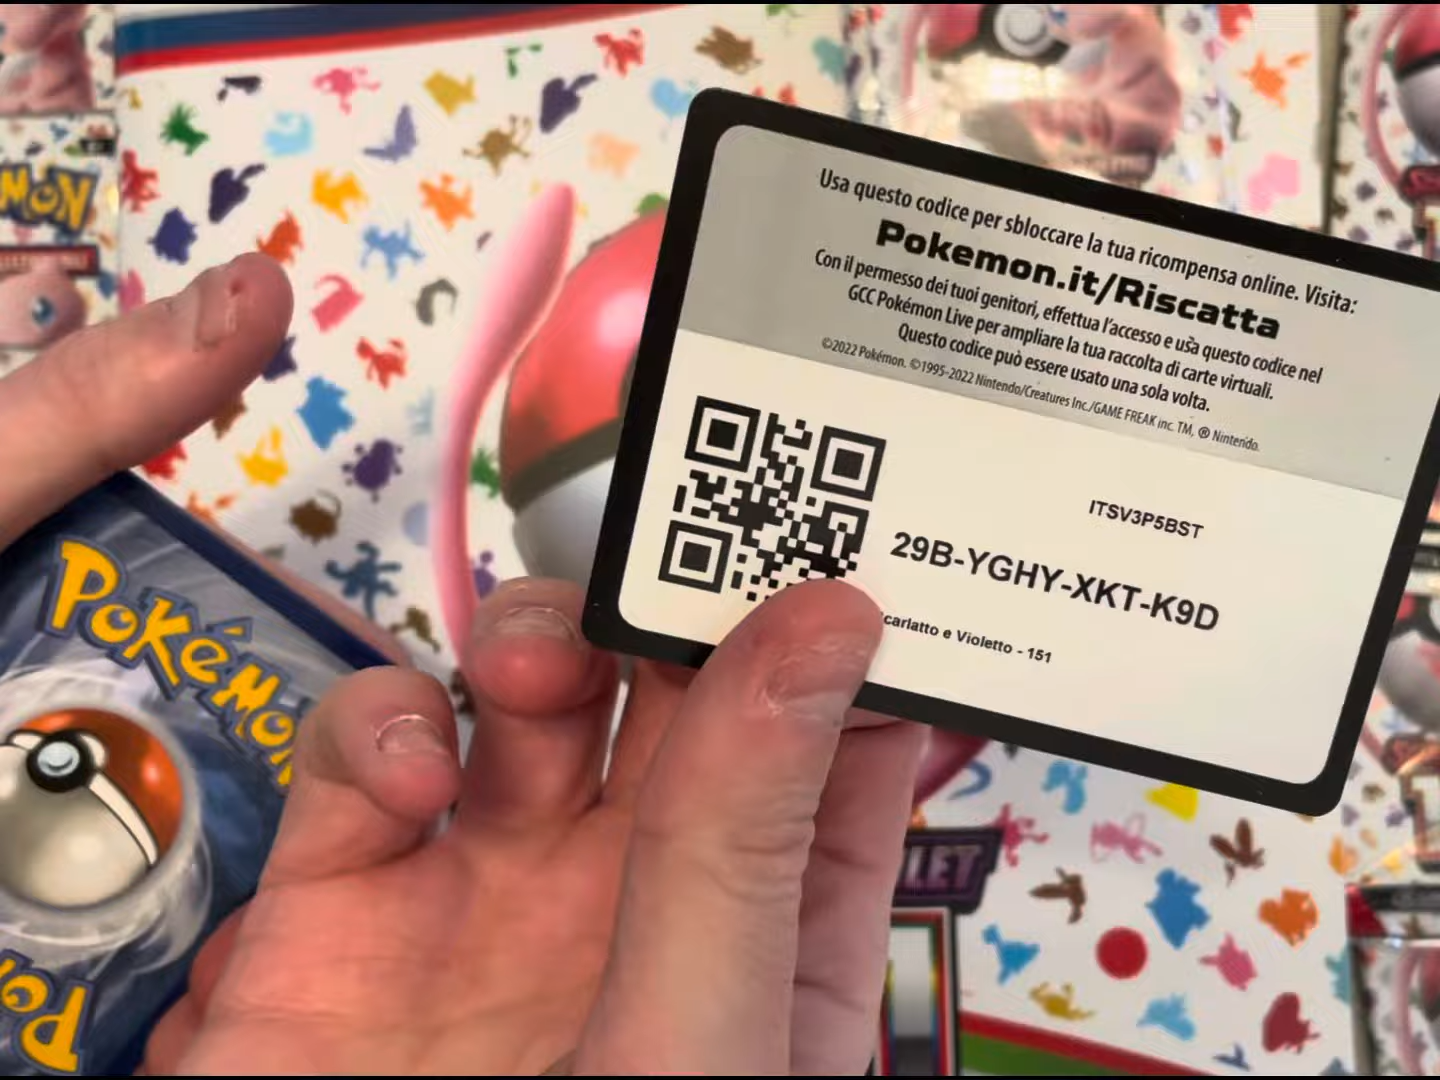 Usa questo codice per sbloccare la tua ricompensa online. Visita:
Pokemon.it/Riscatta
Con il permesso dei tuoi genitori, effettua l'accesso e usa questo codice nel
GCC Pokémon Live per ampliare la tua raccolta di carte virtuali.
Questo codice può essere usato una sola volta.
©2022 Pokémon. ©1995-2022 Nintendo/Creatures Inc./GAME FREAK inc. TM, ® Nintendo.
ITSV3P5BST
29B-YGHY-XKT-K9D
carlatto e Violetto - 151
POKéMON